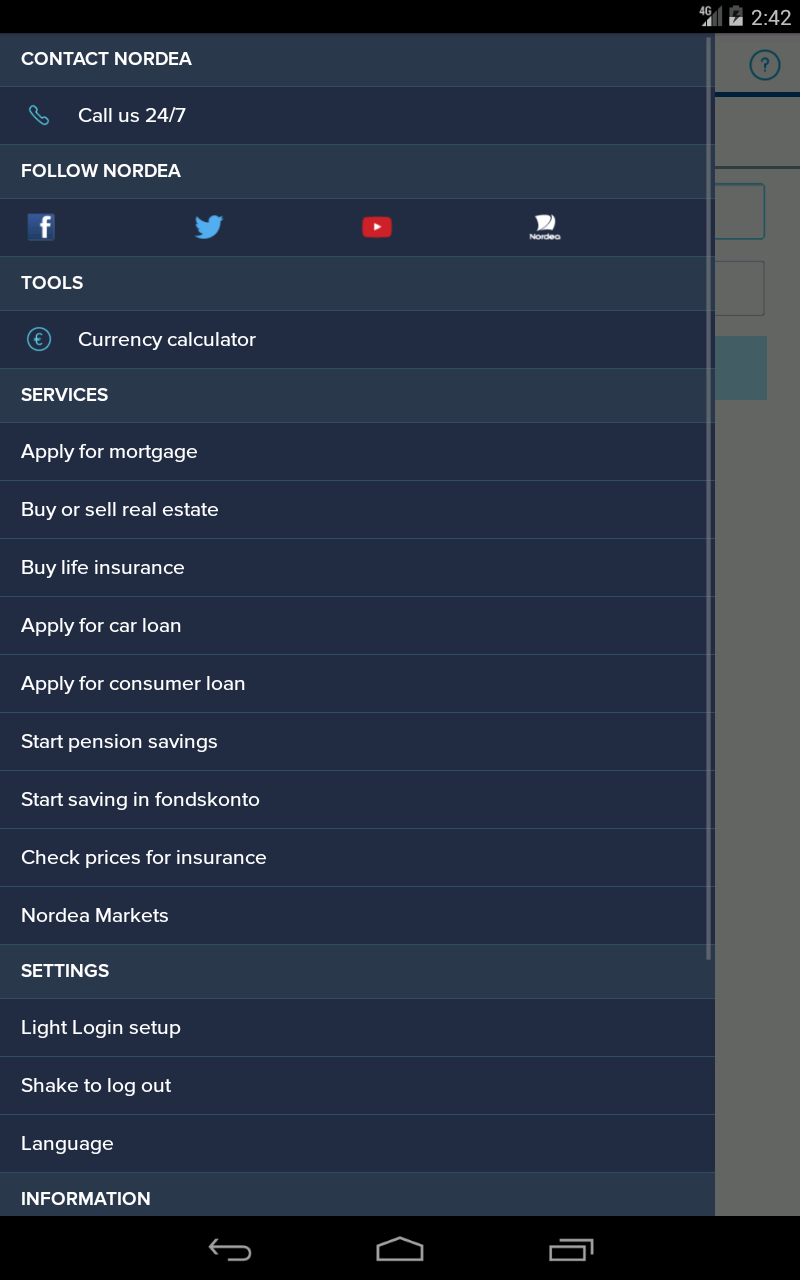 4G 2:42
CONTACT NORDEA
?
Call us 24/7
FOLLOW NORDEA
f
Nordea
TOOLS
€ Currency calculator
SERVICES
Apply for mortgage
Buy or sell real estate
Buy life insurance
Apply for car loan
Apply for consumer loan
Start pension savings
Start saving in fondskonto
Check prices for insurance
Nordea Markets
SETTINGS
Light Login setup
Shake to log out
Language
INFORMATION